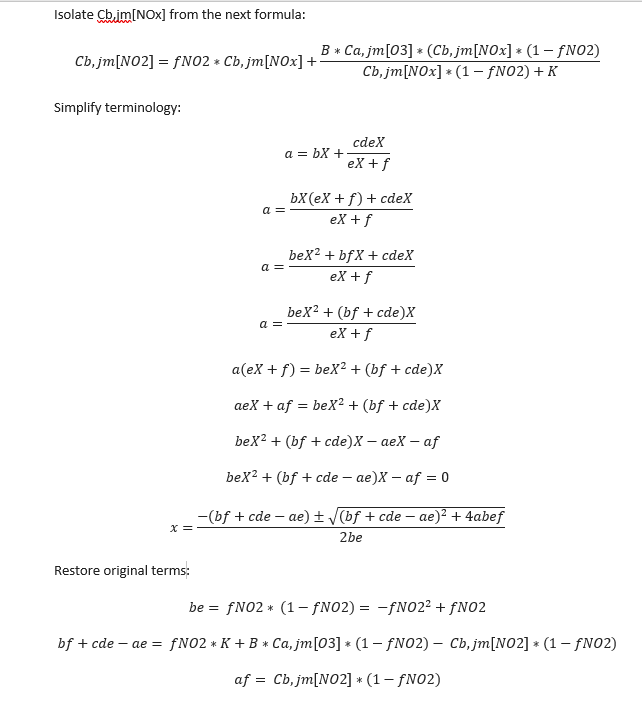 Isolate Cb,jm[NOx] from the next formula:
Cb,jm[NO2] = fNO2 * Cb,jm[NOx] + B * Ca,jm[O3] * (Cb,jm[NOx] * (1 − fNO2) / Cb,jm[NOx] * (1 − fNO2) + K
Simplify terminology:
a = bX + cdeX / eX + f
a = bX(eX + f) + cdeX / eX + f
a = beX² + bfX + cdeX / eX + f
a = beX² + (bf + cde)X / eX + f
a(eX + f) = beX² + (bf + cde)X
aeX + af = beX² + (bf + cde)X
beX² + (bf + cde)X − aeX − af
beX² + (bf + cde − ae)X − af = 0
x = −(bf + cde − ae) ± √(bf + cde − ae)² + 4abef / 2be
Restore original terms:
be = fNO2 * (1 − fNO2) = −fNO2² + fNO2
bf + cde − ae = fNO2 * K + B * Ca,jm[O3] * (1 − fNO2) − Cb,jm[NO2] * (1 − fNO2)
af = Cb,jm[NO2] * (1 − fNO2)